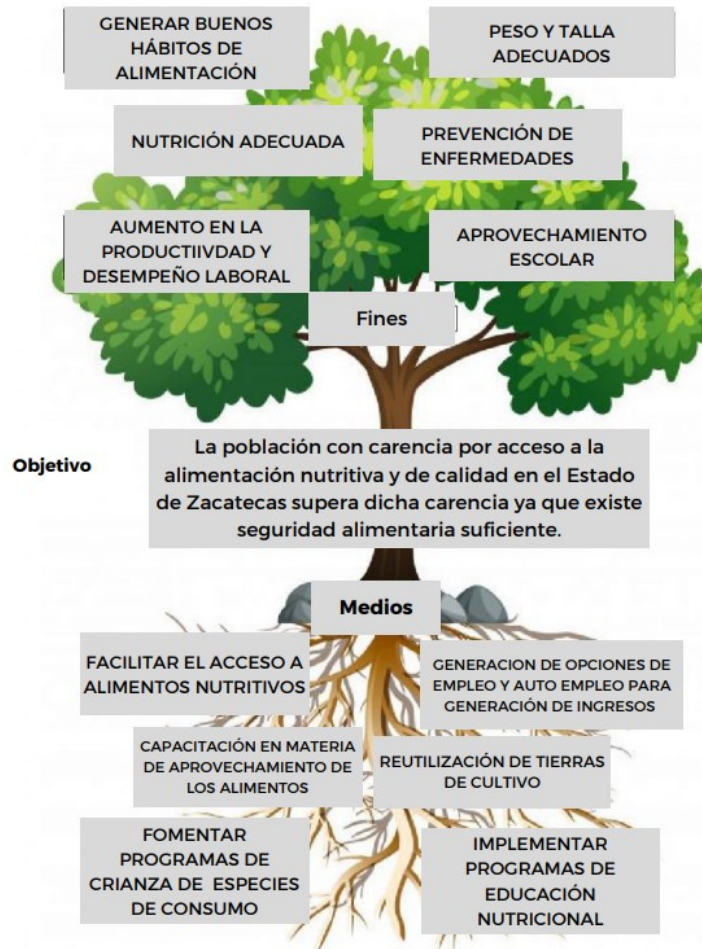 GENERAR BUENOS
HÁBITOS DE
ALIMENTACIÓN
PESO Y TALLA
ADECUADOS
NUTRICIÓN ADECUADA
PREVENCIÓN DE
ENFERMEDADES
AUMENTO EN LA
PRODUCTIIVDAD Y
DESEMPEÑO LABORAL
APROVECHAMIENTO
ESCOLAR
Fines
Objetivo
La población con carencia por acceso a la
alimentación nutritiva y de calidad en el Estado
de Zacatecas supera dicha carencia ya que existe
seguridad alimentaria suficiente.
Medios
FACILITAR EL ACCESO A
ALIMENTOS NUTRITIVOS
GENERACION DE OPCIONES DE
EMPLEO Y AUTO EMPLEO PARA
GENERACIÓN DE INGRESOS
CAPACITACIÓN EN MATERIA
DE APROVECHAMIENTO DE
LOS ALIMENTOS
REUTILIZACIÓN DE TIERRAS
DE CULTIVO
FOMENTAR
PROGRAMAS DE
CRIANZA DE ESPECIES
DE CONSUMO
IMPLEMENTAR
PROGRAMAS DE
EDUCACIÓN
NUTRICIONAL